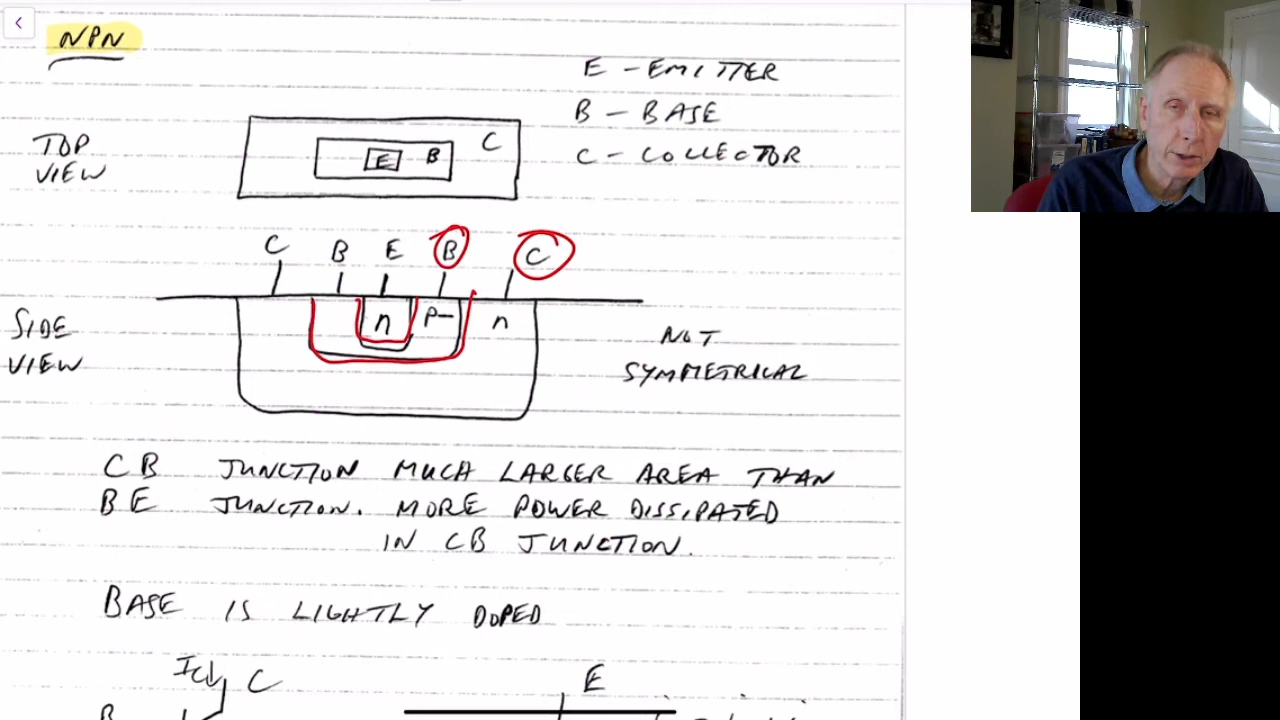 NPN
E - EMITTER
B - BASE
C - COLLECTOR
TOP VIEW
E B C
C B E B C
SIDE VIEW
n p- n
NOT SYMMETRICAL
CB JUNCTION MUCH LARGER AREA THAN
BE JUNCTION. MORE POWER DISSIPATED
IN CB JUNCTION.
BASE IS LIGHTLY DOPED
IC↓ C
E
B